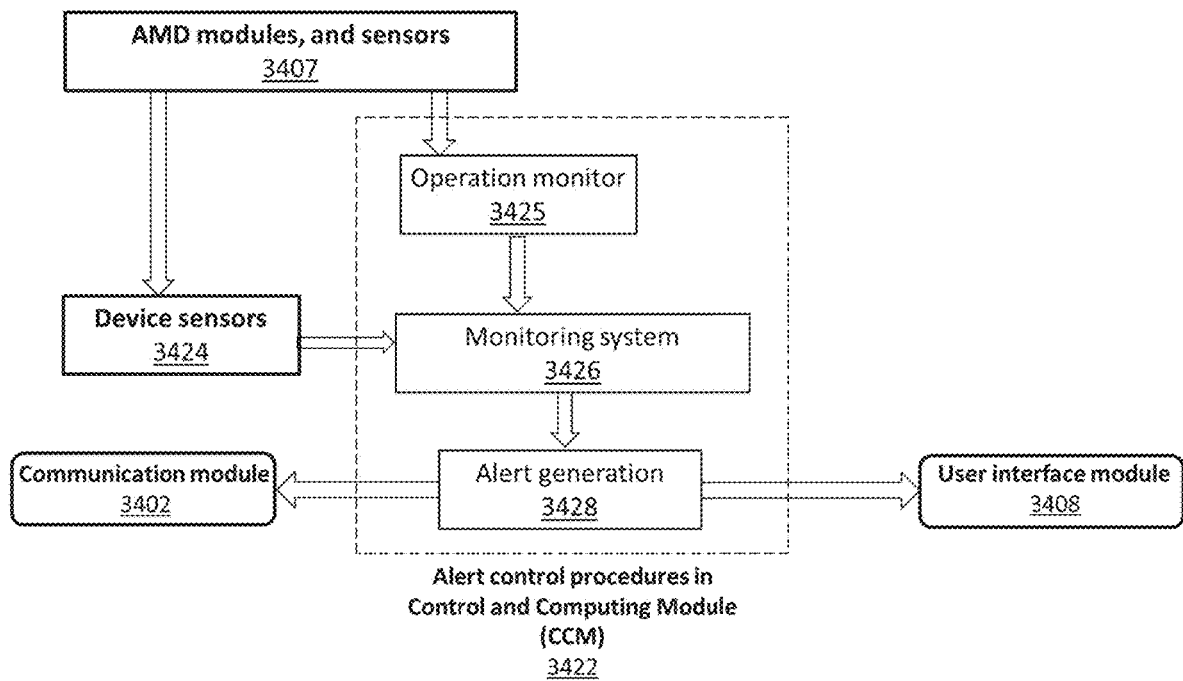 AMD modules, and sensors
3407
Operation monitor
3425
Device sensors
3424
Monitoring system
3426
Communication module
3402
Alert generation
3428
User interface module
3408
Alert control procedures in
Control and Computing Module
(CCM)
3422